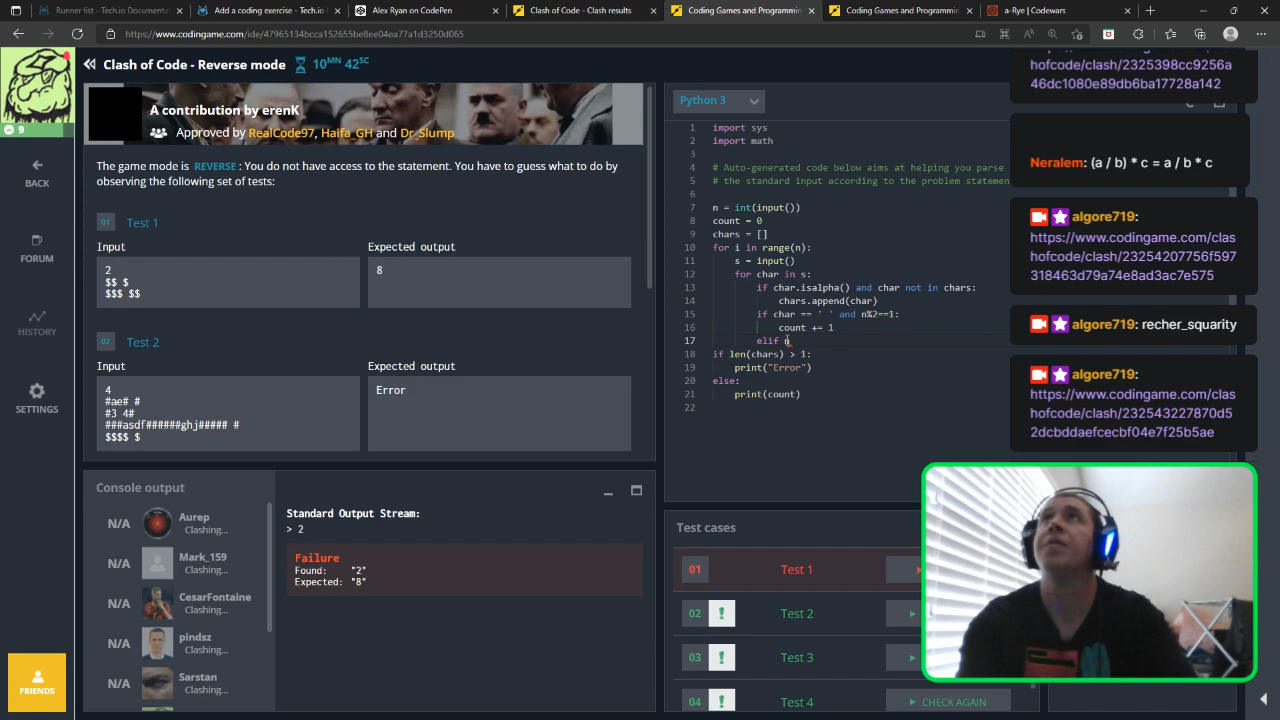 Runner list - Tech.io Documentat
Add a coding exercise - Tech.io
Alex Ryan on CodePen
Clash of Code - Clash results
Coding Games and Programmin
Coding Games and Programmin
a-Rye | Codewars
https://www.codingame.com/ide/47965134bcca152655be8ee04ea77a1d3250d065
Clash of Code - Reverse mode
10MN 42SC
9
BACK
FORUM
HISTORY
SETTINGS
FRIENDS
A contribution by erenK
Approved by RealCode97, Haifa_GH and Dr_Slump
The game mode is REVERSE : You do not have access to the statement. You have to guess what to do by
observing the following set of tests:
01 Test 1
Input
2
$$ $
$$$ $$
Expected output
8
02 Test 2
Input
4
#ae# #
#3 4#
###asdf######ghj##### #
$$$$ $
Expected output
Error
Console output
N/A Aurep
Clashing...
N/A Mark_159
Clashing...
N/A CesarFontaine
Clashing...
N/A pindsz
Clashing...
N/A Sarstan
Clashing...
Standard Output Stream:
> 2
Failure
Found: "2"
Expected: "8"
Python 3
1 import sys
2 import math
3
4 # Auto-generated code below aims at helping you parse
5 # the standard input according to the problem statemen
6
7 n = int(input())
8 count = 0
9 chars = []
10 for i in range(n):
11 s = input()
12 for char in s:
13 if char.isalpha() and char not in chars:
14 chars.append(char)
15 if char == ' ' and n%2==1:
16 count += 1
17 elif n
18 if len(chars) > 1:
19 print("Error")
20 else:
21 print(count)
22
Test cases
01 Test 1
02 ! Test 2
03 ! Test 3
04 ! Test 4
CHECK AGAIN
hofcode/clash/2325398cc9256a
46dc1080e89db6ba17728a142
Neralem: (a / b) * c = a / b * c
algore719:
https://www.codingame.com/clas
hofcode/clash/23254207756f597
318463d79a74e8ad3ac7e575
algore719: recher_squarity
algore719:
https://www.codingame.com/clas
hofcode/clash/232543227870d5
2dcbddaefcecbf04e7f25b5ae